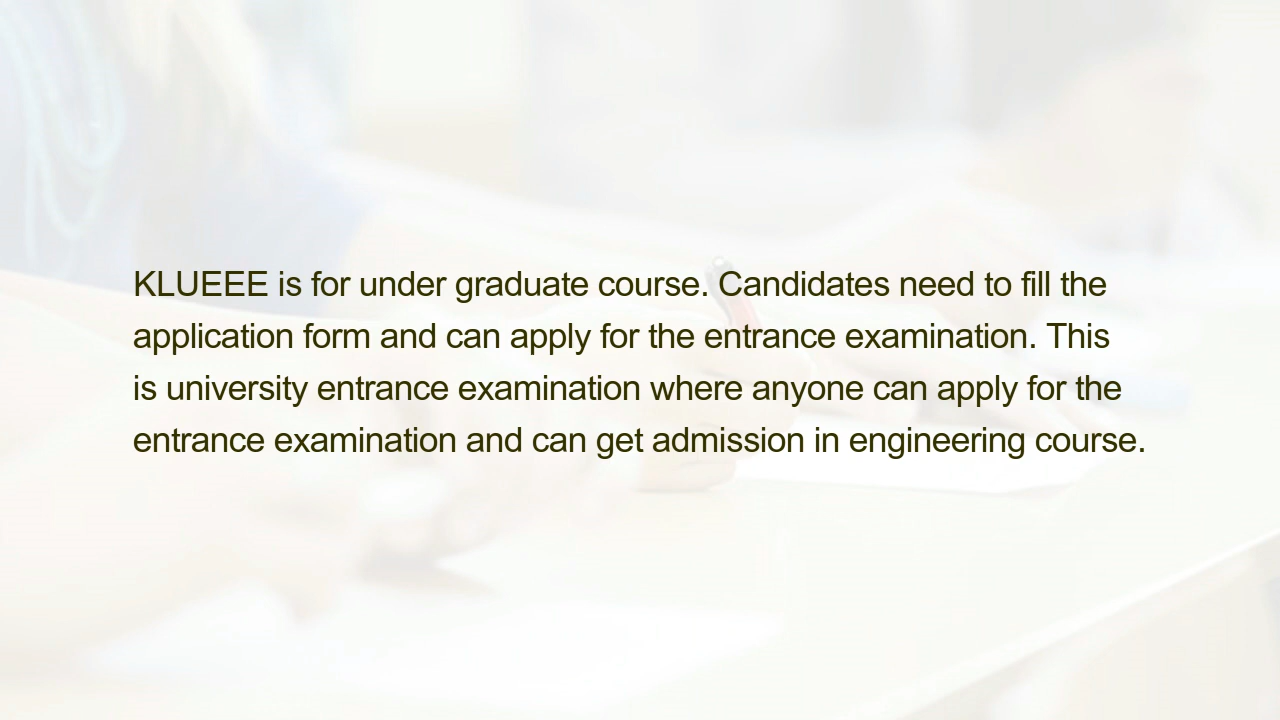 KLUEEE is for under graduate course. Candidates need to fill the
application form and can apply for the entrance examination. This
is university entrance examination where anyone can apply for the
entrance examination and can get admission in engineering course.